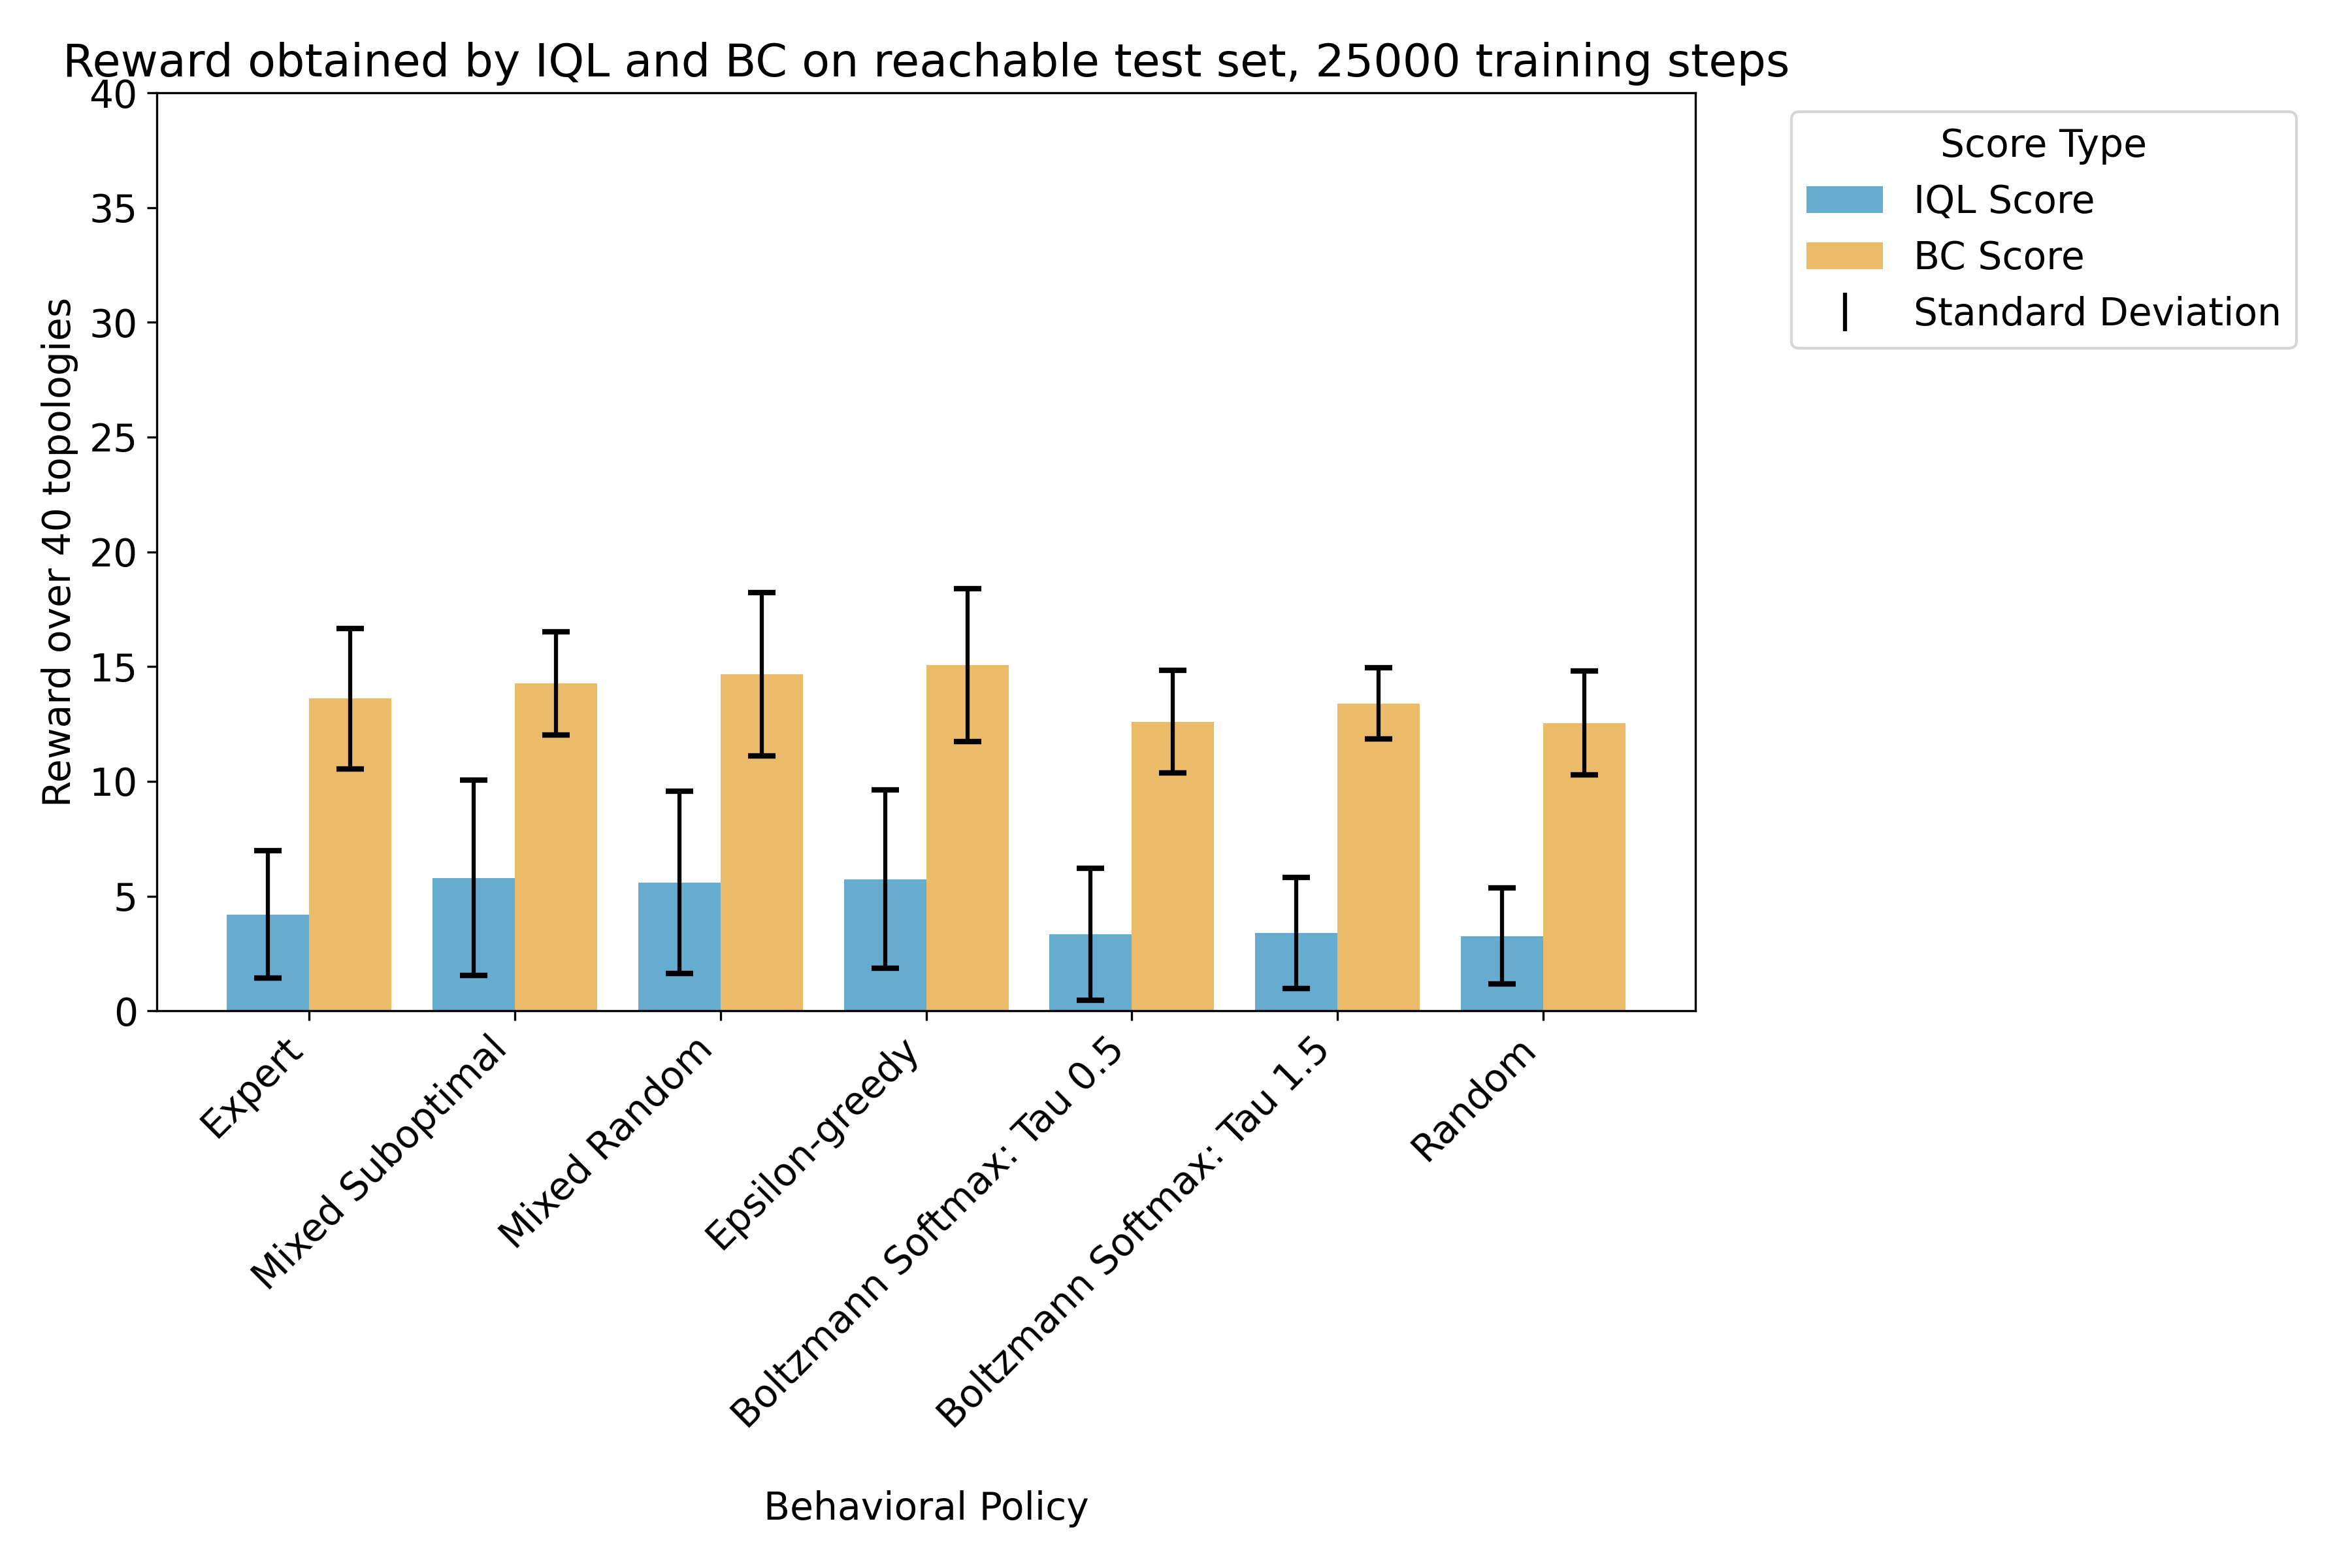 Reward obtained by IQL and BC on reachable test set, 25000 training steps
Reward over 40 topologies
40
35
30
25
20
15
10
5
0
Score Type
IQL Score
BC Score
Standard Deviation
Expert
Mixed Suboptimal
Mixed Random
Epsilon-greedy
Boltzmann Softmax: Tau 0.5
Boltzmann Softmax: Tau 1.5
Random
Behavioral Policy